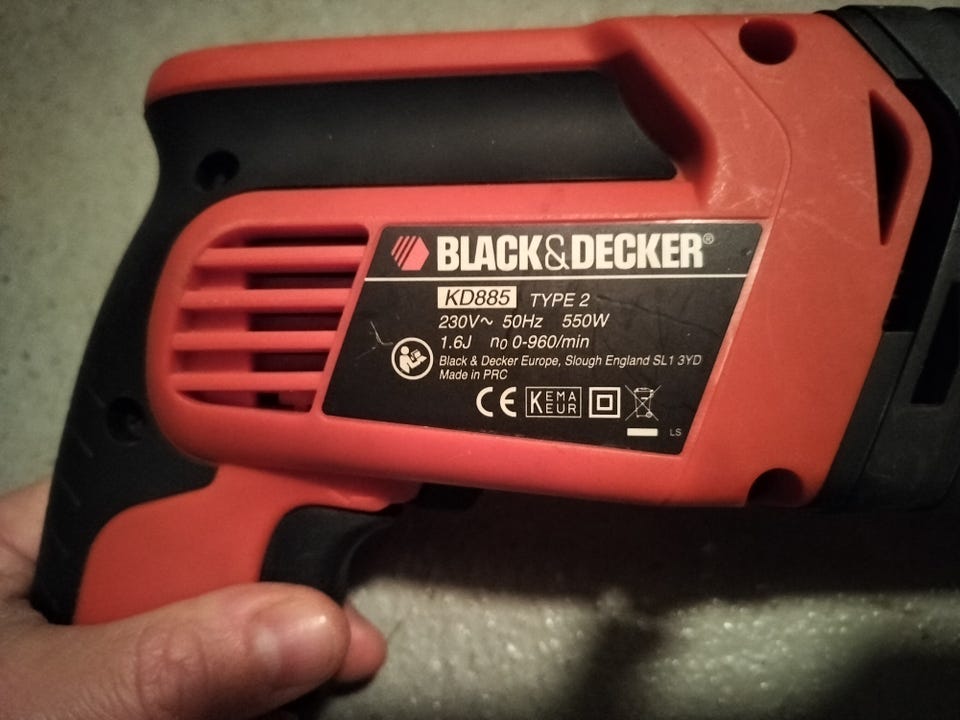 BLACK&DECKER®
KD885 TYPE 2
230V~ 50Hz 550W
1.6J n₀ 0-960/min
Black & Decker Europe, Slough England SL1 3YD
Made in PRC
CE KEMA EUR
LS